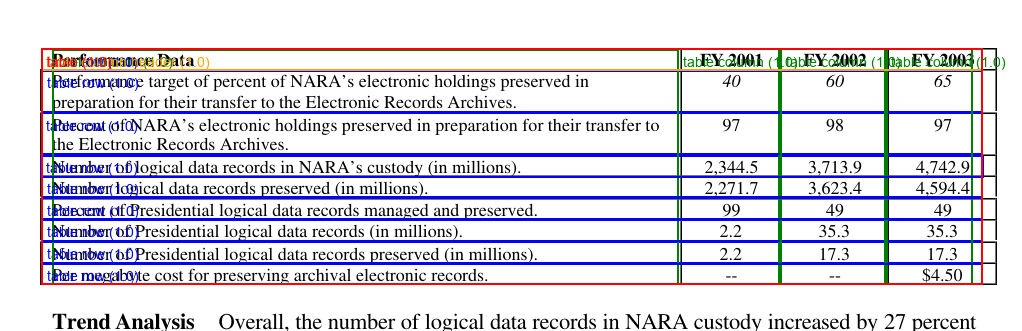 Performance Data FY 2001 FY 2002 FY 2003
Performance target of percent of NARA's electronic holdings preserved in 40 60 65
preparation for their transfer to the Electronic Records Archives.
Percent of NARA's electronic holdings preserved in preparation for their transfer to 97 98 97
the Electronic Records Archives.
Number of logical data records in NARA's custody (in millions). 2,344.5 3,713.9 4,742.9
Number logical data records preserved (in millions). 2,271.7 3,623.4 4,594.4
Percent of Presidential logical data records managed and preserved. 99 49 49
Number of Presidential logical data records (in millions). 2.2 35.3 35.3
Number of Presidential logical data records preserved (in millions). 2.2 17.3 17.3
Per megabyte cost for preserving archival electronic records. -- -- $4.50
Trend Analysis Overall, the number of logical data records in NARA custody increased by 27 percent